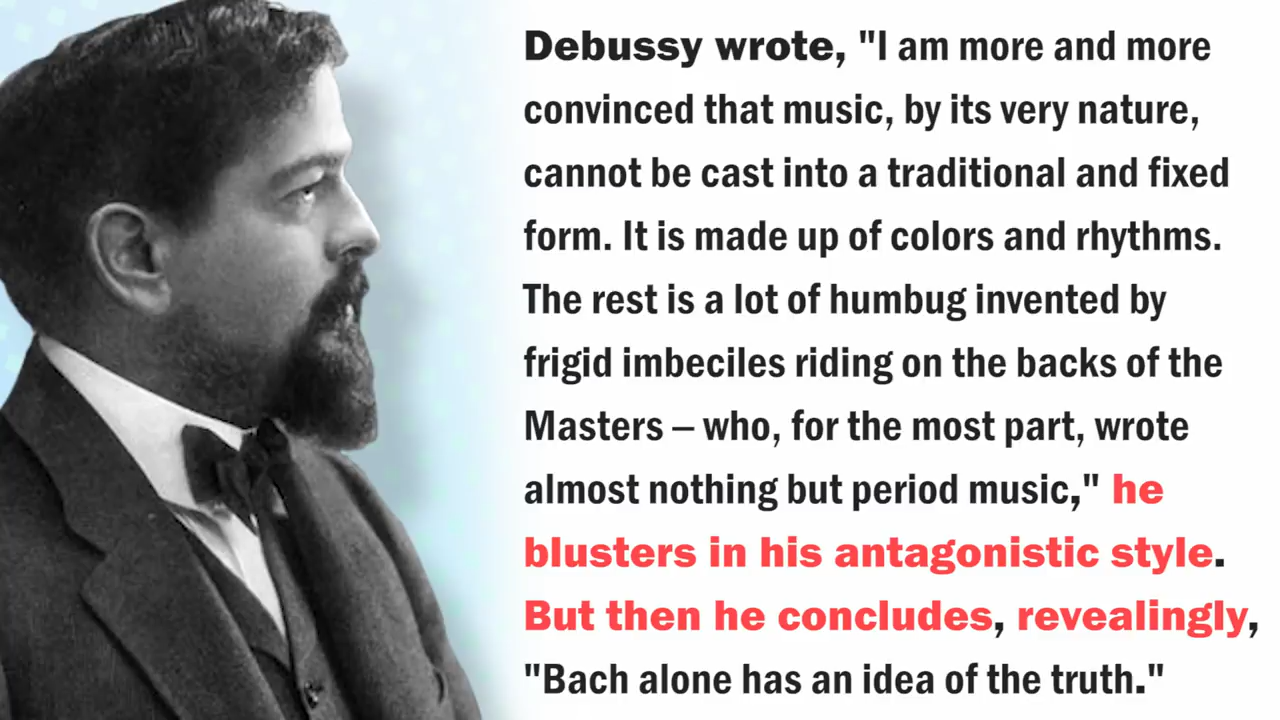 Debussy wrote, "I am more and more
convinced that music, by its very nature,
cannot be cast into a traditional and fixed
form. It is made up of colors and rhythms.
The rest is a lot of humbug invented by
frigid imbeciles riding on the backs of the
Masters – who, for the most part, wrote
almost nothing but period music," he
blusters in his antagonistic style.
But then he concludes, revealingly,
"Bach alone has an idea of the truth."